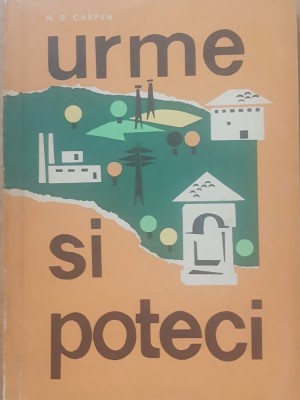 N. D. CARPEN
urme
si
poteci